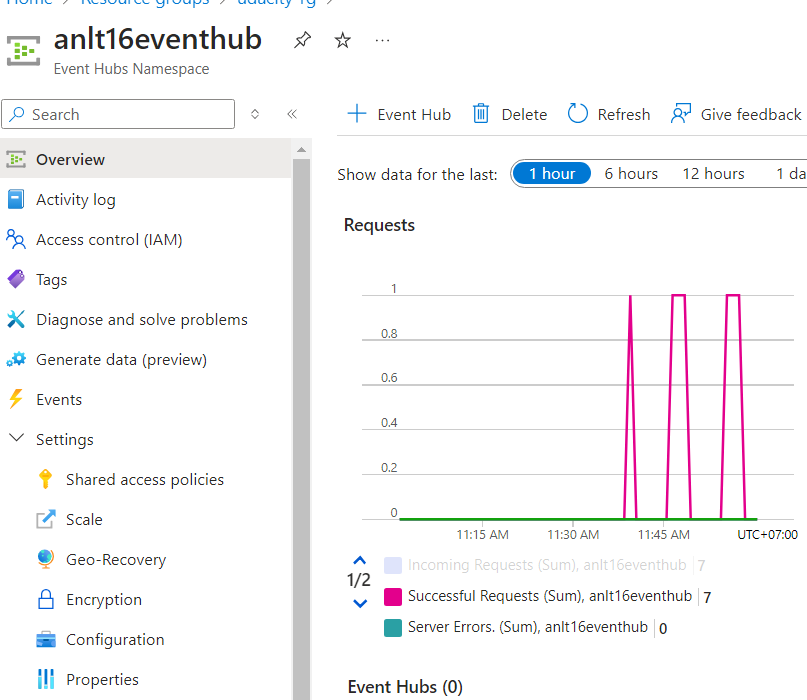 Home > Resource groups > udacity-rg >
anlt16eventhub
Event Hubs Namespace
Search
Event Hub Delete Refresh Give feedback
Overview
Activity log
Access control (IAM)
Tags
Diagnose and solve problems
Generate data (preview)
Events
Settings
Shared access policies
Scale
Geo-Recovery
Encryption
Configuration
Properties
Show data for the last: 1 hour 6 hours 12 hours 1 da
Requests
1
0.8
0.6
0.4
0.2
0
11:15 AM 11:30 AM 11:45 AM UTC+07:00
1/2
Incoming Requests (Sum), anlt16eventhub 7
Successful Requests (Sum), anlt16eventhub 7
Server Errors. (Sum), anlt16eventhub 0
Event Hubs (0)